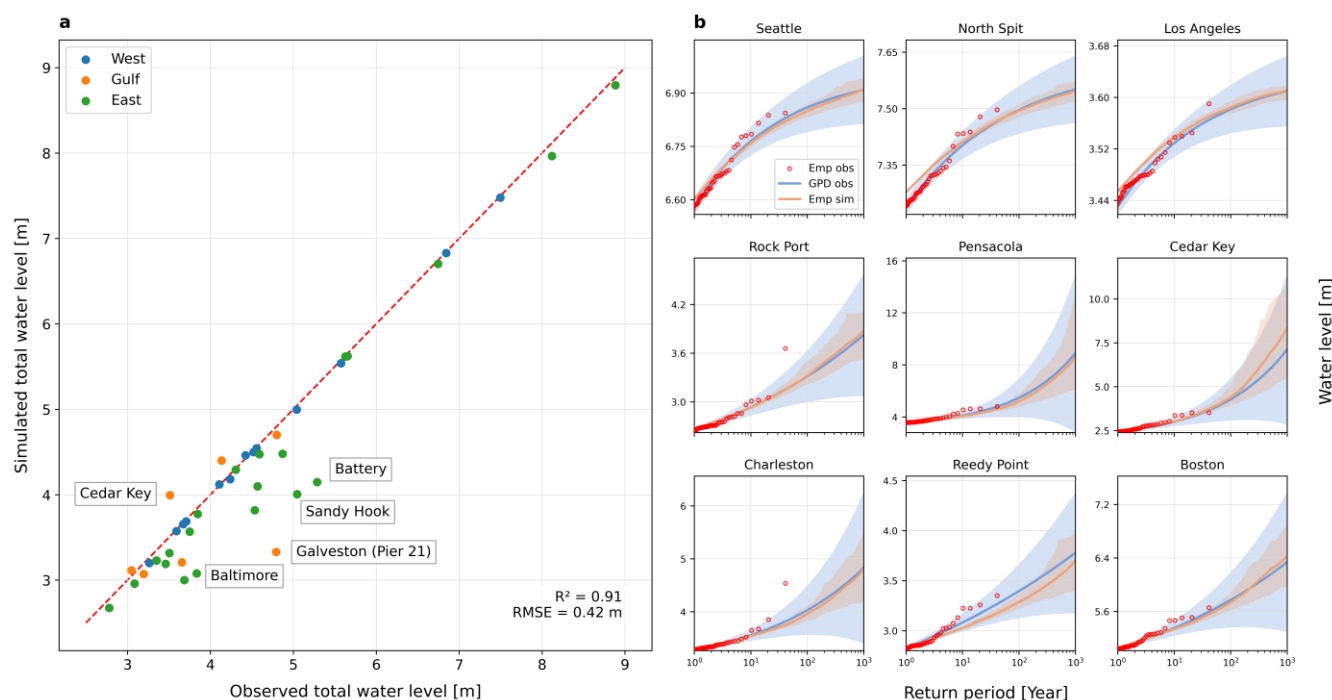 a
West
Gulf
East
Simulated total water level [m]
9
8
7
6
5
4
3
3
4
5
6
7
8
9
Observed total water level [m]
Battery
Cedar Key
Sandy Hook
Galveston (Pier 21)
Baltimore
R² = 0.91
RMSE = 0.42 m
b
Seattle
6.90
6.75
6.60
Emp obs
GPD obs
Emp sim
North Spit
7.65
7.50
7.35
Los Angeles
3.68
3.60
3.52
3.44
Rock Port
4.2
3.6
3.0
Pensacola
16
12
8
4
Cedar Key
10.0
7.5
5.0
2.5
Charleston
6
5
4
10⁰
10¹
10²
10³
Reedy Point
4.5
4.0
3.5
3.0
10⁰
10¹
10²
10³
Boston
7.2
6.4
5.6
10⁰
10¹
10²
10³
Water level [m]
Return period [Year]